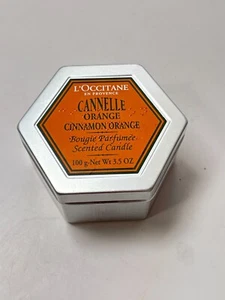 L'OCCITANE
EN PROVENCE
CANNELLE
ORANGE
CINNAMON ORANGE
Bougie Parfumée
Scented Candle
100 g-Net Wt 3.5 OZ